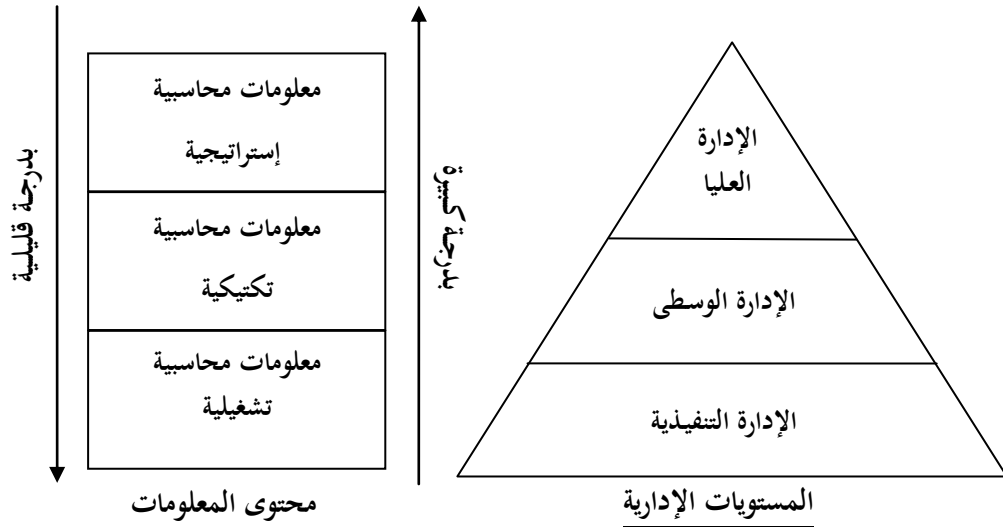 الإدارة
العليا
الإدارة الوسطى
الإدارة التنفيذية
المستويات الإدارية
بدرجة كبيرة
معلومات محاسبية
إستراتيجية
معلومات محاسبية
تكتيكية
معلومات محاسبية
تشغيلية
محتوى المعلومات
بدرجة قليلية